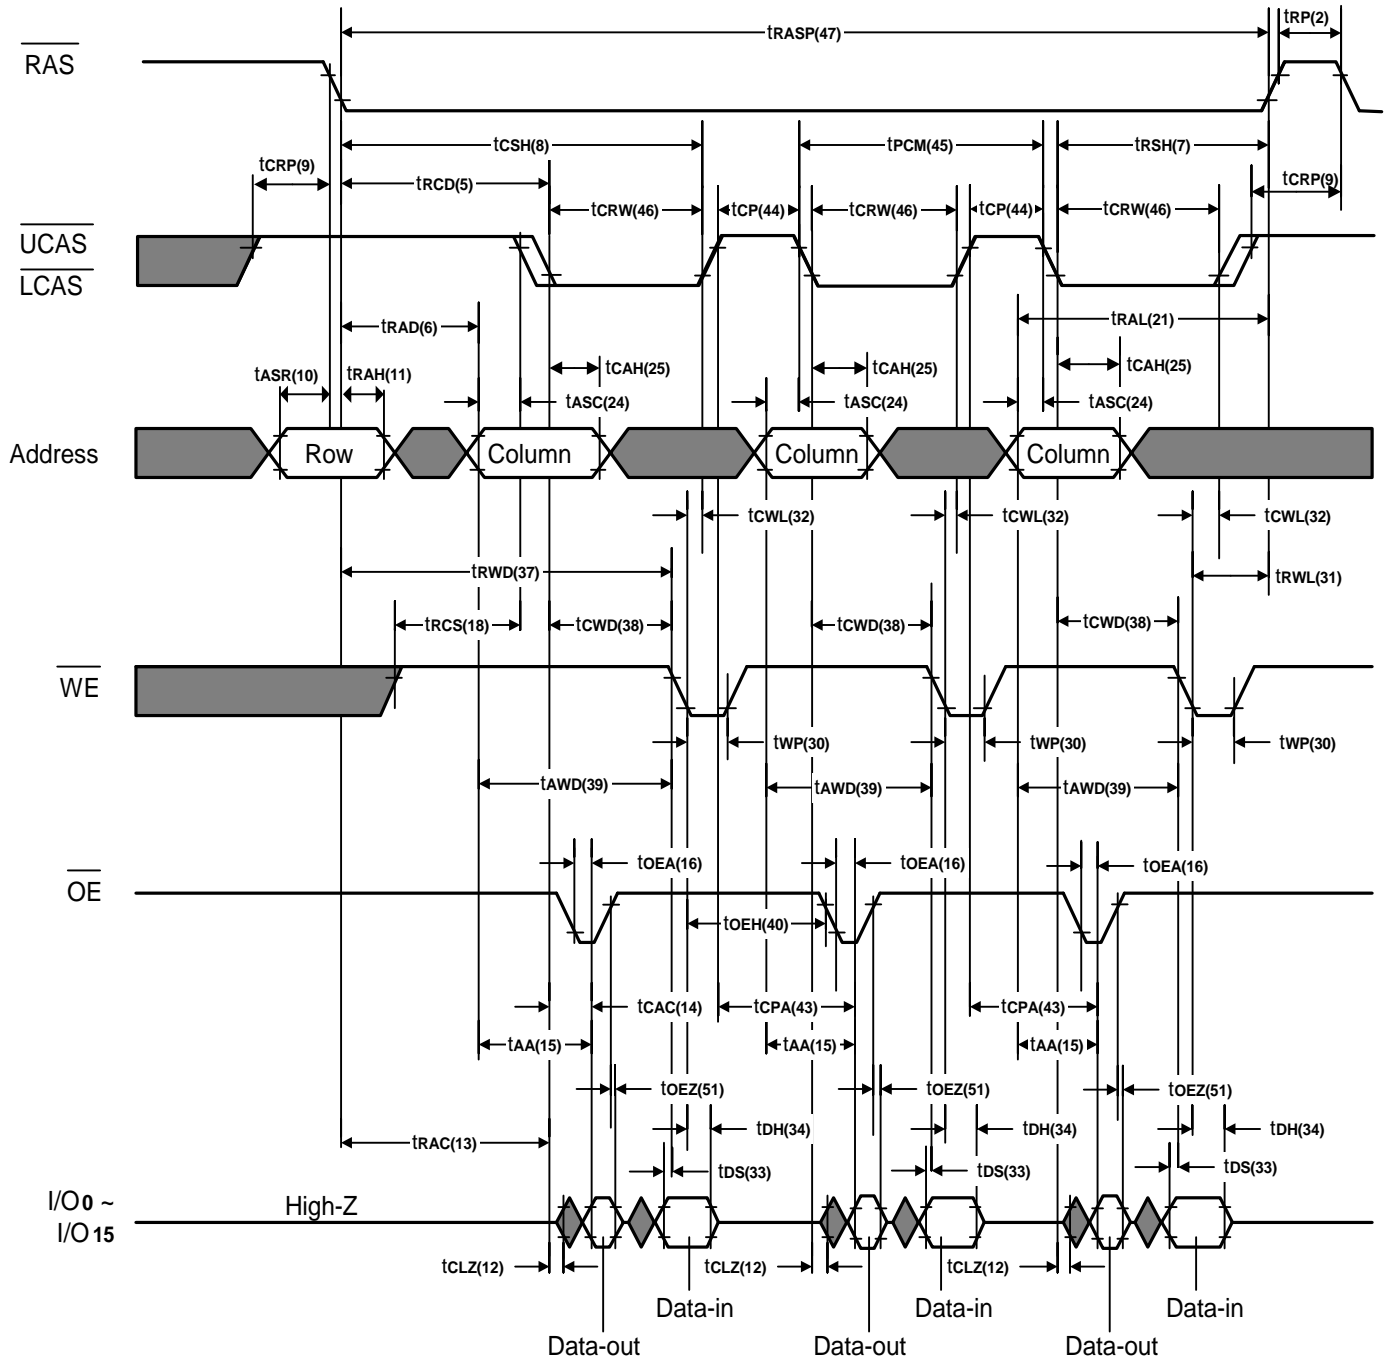 tRP(2)
tRASP(47)
RAS
tCSH(8) tPCM(45) tRSH(7)
tCRP(9)
tRCD(5) tCRP(9)
tCRW(46) tCP(44) tCRW(46) tCP(44) tCRW(46)
UCAS
LCAS
tRAD(6) tRAL(21)
tCAH(25) tCAH(25) tCAH(25)
tASR(10) tRAH(11)
tASC(24) tASC(24) tASC(24)
Address Row Column Column Column
tCWL(32) tCWL(32) tCWL(32)
tRWD(37) tRWL(31)
tRCS(18) tCWD(38) tCWD(38) tCWD(38)
WE
tWP(30) tWP(30) tWP(30)
tAWD(39) tAWD(39) tAWD(39)
tOEA(16) tOEA(16) tOEA(16)
OE
tOEH(40)
tCAC(14) tCPA(43) tCPA(43)
tAA(15) tAA(15) tAA(15)
tOEZ(51) tOEZ(51) tOEZ(51)
tRAC(13) tDH(34) tDH(34) tDH(34)
tDS(33) tDS(33) tDS(33)
I/O0 ~ High-Z
I/O15
tCLZ(12) tCLZ(12) tCLZ(12)
Data-in Data-in Data-in
Data-out Data-out Data-out